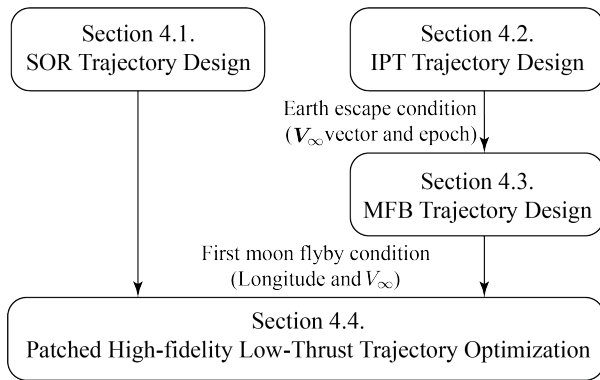 Section 4.1.
SOR Trajectory Design
Section 4.2.
IPT Trajectory Design
Earth escape condition
(V∞ vector and epoch)
Section 4.3.
MFB Trajectory Design
First moon flyby condition
(Longitude and V∞)
Section 4.4.
Patched High-fidelity Low-Thrust Trajectory Optimization